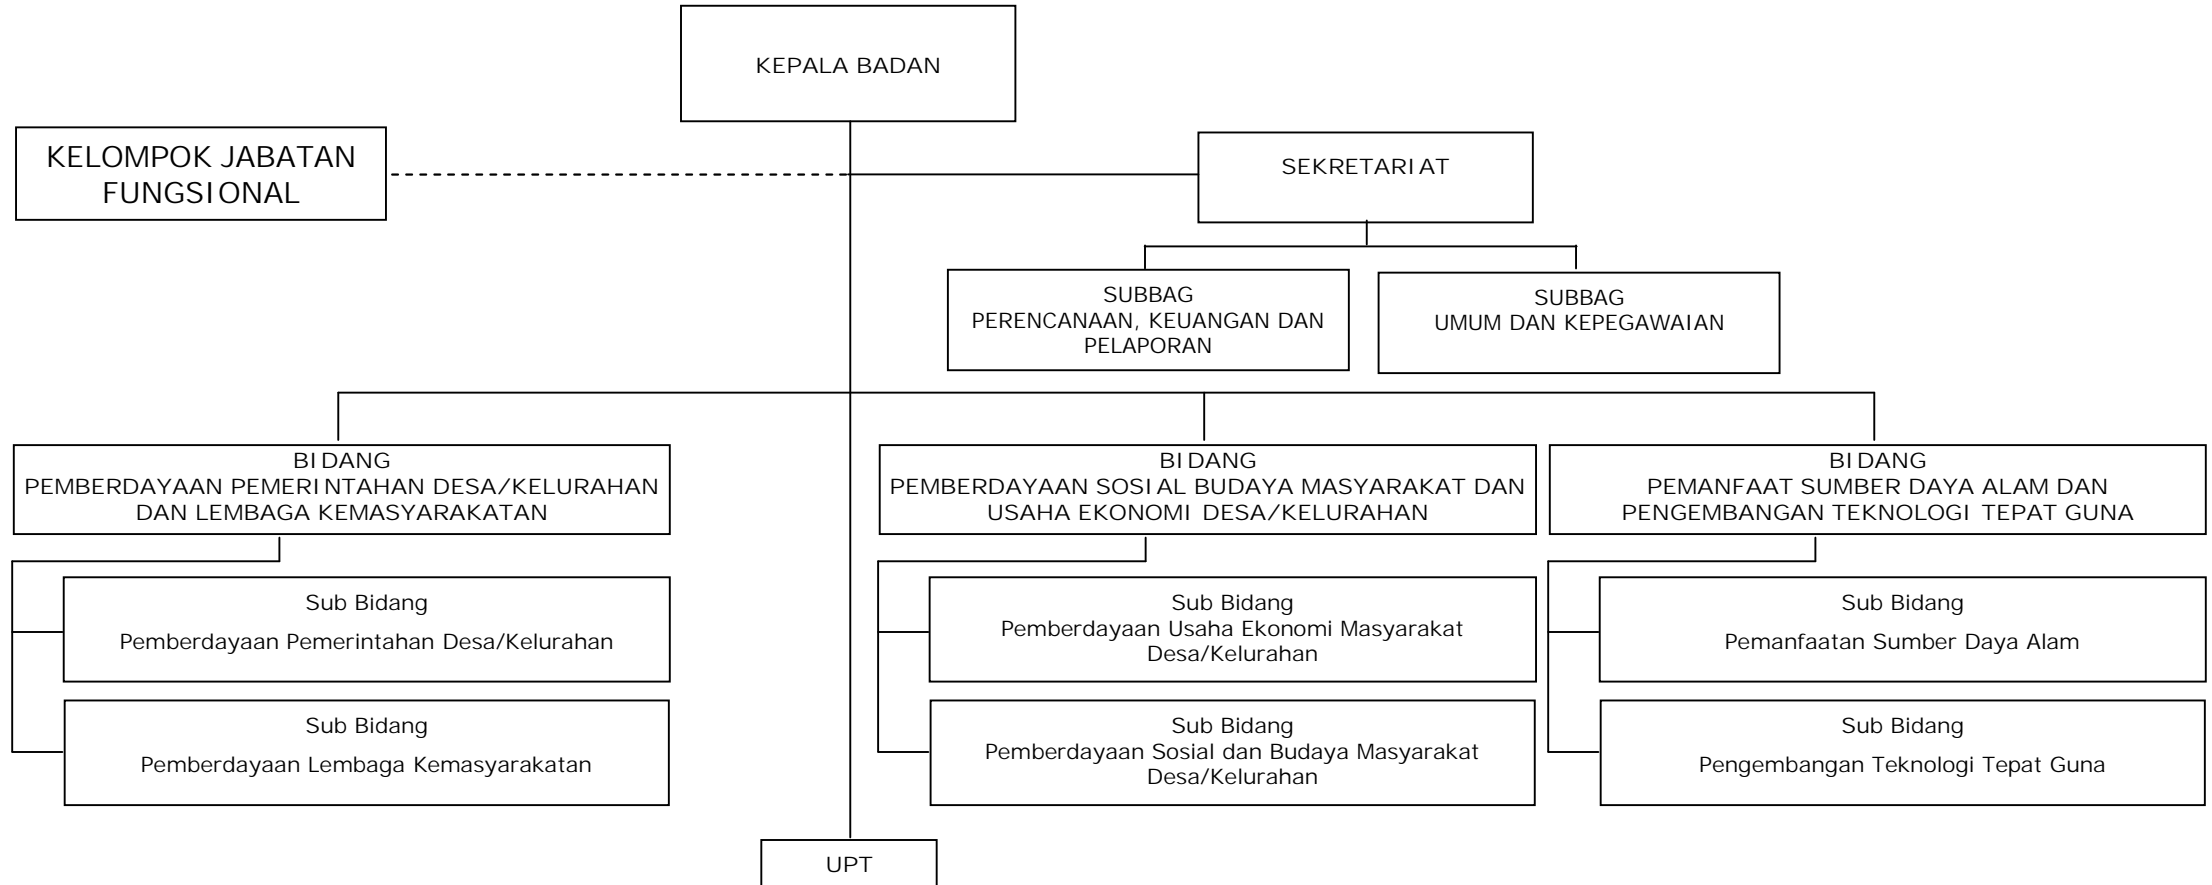 KEPALA BADAN
KELOMPOK JABATAN
FUNGSIONAL
SEKRETARIAT
SUBBAG
PERENCANAAN, KEUANGAN DAN
PELAPORAN
SUBBAG
UMUM DAN KEPEGAWAIAN
BIDANG
PEMBERDAYAAN PEMERINTAHAN DESA/KELURAHAN
DAN LEMBAGA KEMASYARAKATAN
BIDANG
PEMBERDAYAAN SOSIAL BUDAYA MASYARAKAT DAN
USAHA EKONOMI DESA/KELURAHAN
BIDANG
PEMANFAAT SUMBER DAYA ALAM DAN
PENGEMBANGAN TEKNOLOGI TEPAT GUNA
Sub Bidang
Pemberdayaan Pemerintahan Desa/Kelurahan
Sub Bidang
Pemberdayaan Usaha Ekonomi Masyarakat
Desa/Kelurahan
Sub Bidang
Pemanfaatan Sumber Daya Alam
Sub Bidang
Pemberdayaan Lembaga Kemasyarakatan
Sub Bidang
Pemberdayaan Sosial dan Budaya Masyarakat
Desa/Kelurahan
Sub Bidang
Pengembangan Teknologi Tepat Guna
UPT